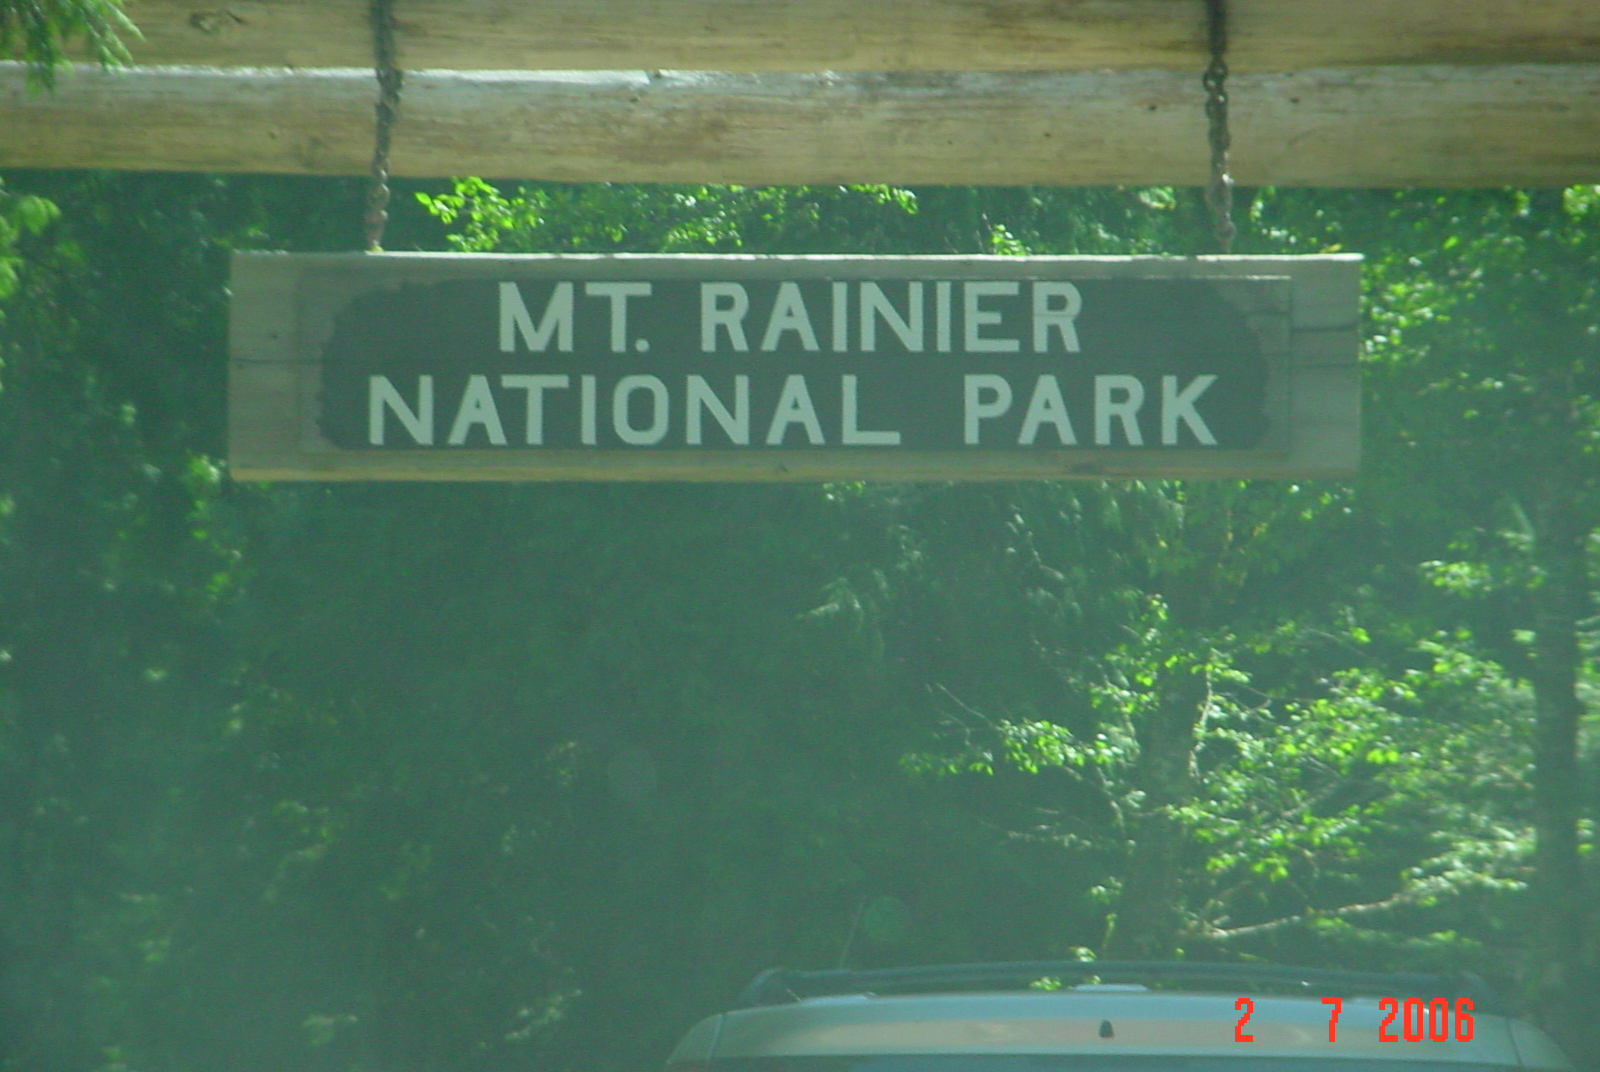 MT. RAINIER
NATIONAL PARK
2 7 2006